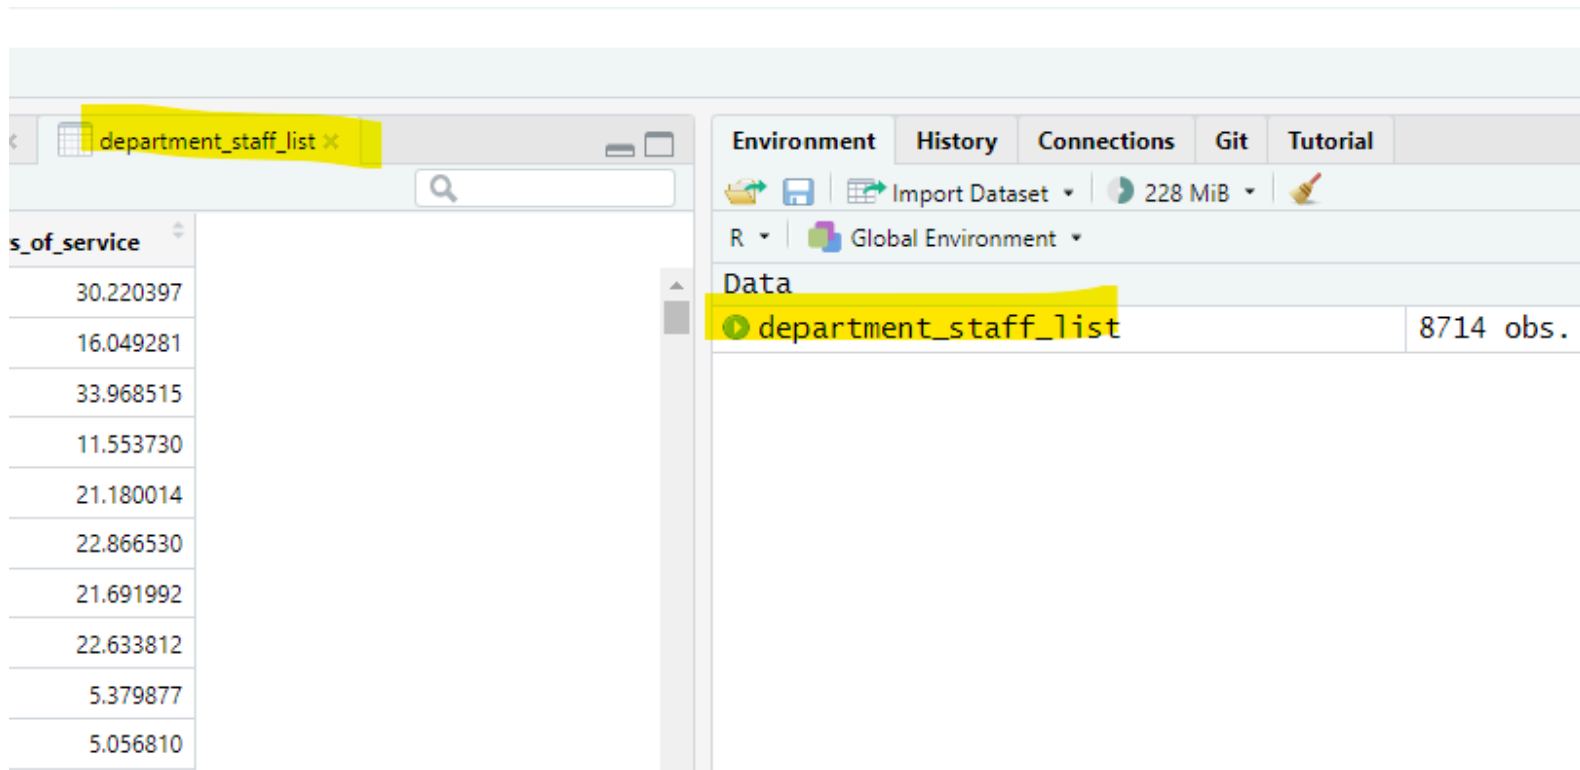 department_staff_list
s_of_service
30.220397
16.049281
33.968515
11.553730
21.180014
22.866530
21.691992
22.633812
5.379877
5.056810
Environment History Connections Git Tutorial
Import Dataset 228 MiB
R Global Environment
Data
department_staff_list 8714 obs.